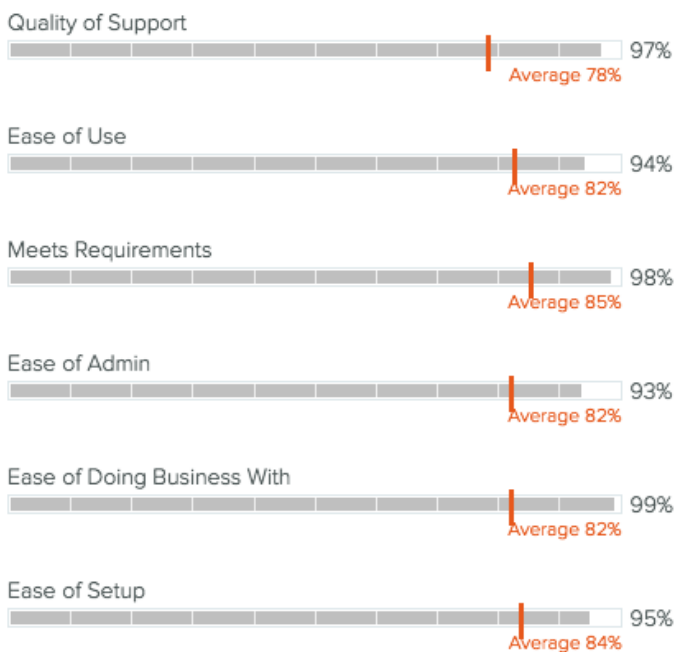 Quality of Support
97%
Average 78%
Ease of Use
94%
Average 82%
Meets Requirements
98%
Average 85%
Ease of Admin
93%
Average 82%
Ease of Doing Business With
99%
Average 82%
Ease of Setup
95%
Average 84%